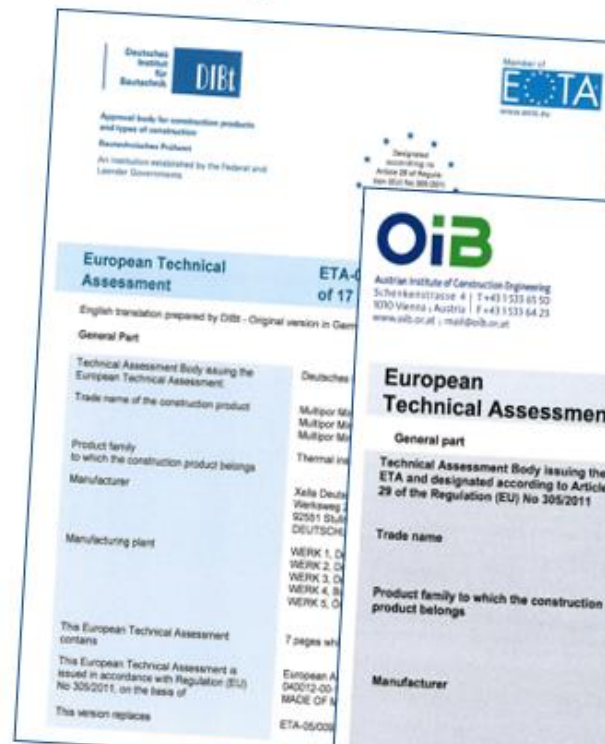 Deutsches
Institut
für
Bautechnik
DIBt
Approval body for construction products
and types of construction
Bautechnisches Prüfamt
An institution established by the Federal and
Laender Governments
Member of
EOTA
www.eota.eu
Designated
according to
Article 29 of Regula-
tion (EU) No 305/2011
European Technical
Assessment
ETA-0
of 17
English translation prepared by DIBt - Original version in Germ
General Part
Technical Assessment Body issuing the
European Technical Assessment:
Deutsches
Trade name of the construction product
Multipor
Multipor
Multipor
Product family
to which the construction product belongs
Thermal
Manufacturer
Xella
Werksweg
DEUTSCH
Manufacturing plant
WERK 1,
WERK 2,
WERK 3,
WERK 4,
WERK 5,
This European Technical Assessment
contains
7 pages
This European Technical Assessment is
issued in accordance with Regulation (EU)
No 305/2011, on the basis of
European A
MADE OF M
This version replaces
OiB
Austrian Institute of Construction Engineering
Schenkenstrasse 4 | T+43 1 533 65 50
1010 Vienna | Austria | F+43 1 533 64 23
www.oib.or.at | mail@oib.or.at
European
Technical Assessmen
General part
Technical Assessment Body issuing the
ETA and designated according to Article
29 of the Regulation (EU) No 305/2011
Trade name
Product family to which the construction
product belongs
Manufacturer